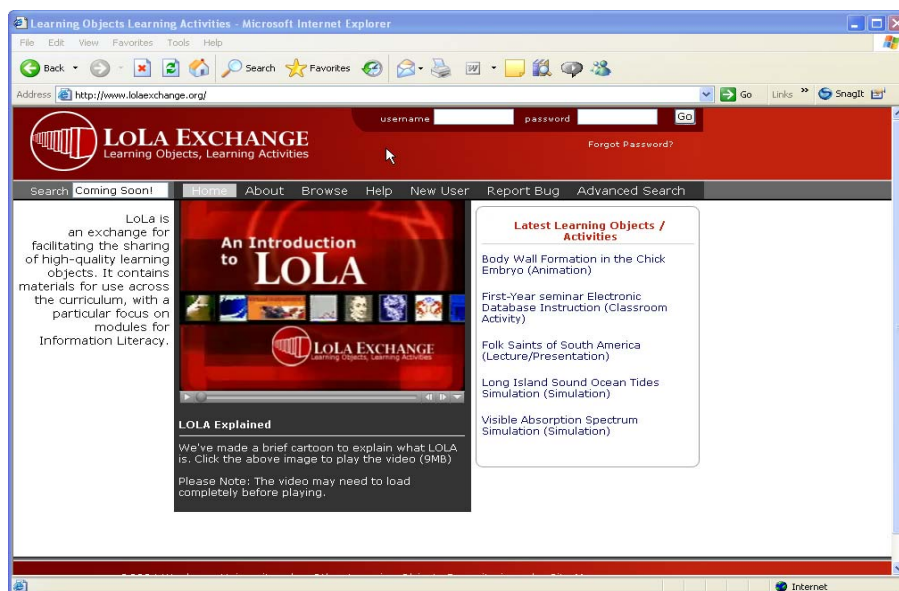 Learning Objects Learning Activities - Microsoft Internet Explorer
File Edit View Favorites Tools Help
Back Search Favorites
Address http://www.lolaexchange.org/ Go Links » SnagIt
username password Go
LOLA EXCHANGE
Learning Objects, Learning Activities
Forgot Password?
Search Coming Soon! Home About Browse Help New User Report Bug Advanced Search
LoLa is
an exchange for
facilitating the sharing
of high-quality learning
objects. It contains
materials for use across
the curriculum, with a
particular focus on
modules for
Information Literacy.
An Introduction
to LOLA
LOLA EXCHANGE
Learning Objects, Learning Activities
LOLA Explained
We've made a brief cartoon to explain what LOLA
is. Click the above image to play the video (9MB)
Please Note: The video may need to load
completely before playing.
Latest Learning Objects /
Activities
Body Wall Formation in the Chick
Embryo (Animation)
First-Year seminar Electronic
Database Instruction (Classroom
Activity)
Folk Saints of South America
(Lecture/Presentation)
Long Island Sound Ocean Tides
Simulation (Simulation)
Visible Absorption Spectrum
Simulation (Simulation)
Internet